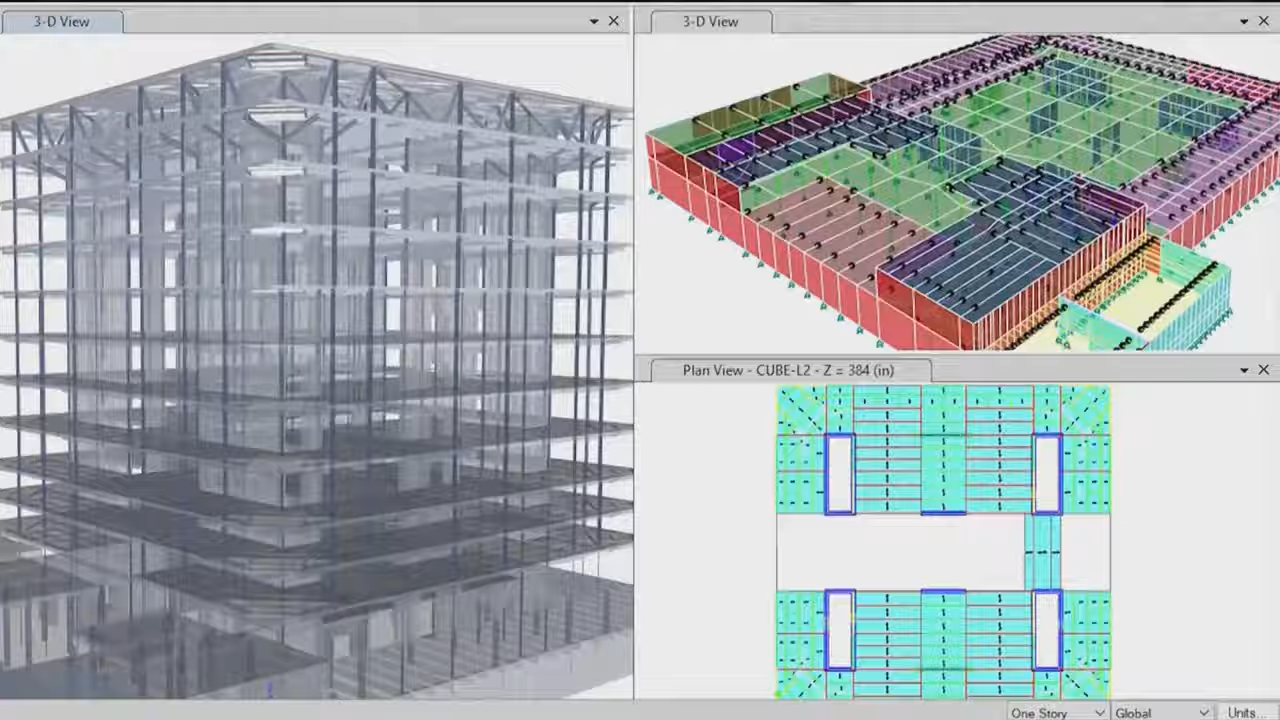 3-D View
3-D View
Plan View - CUBE-L2 - Z = 384 (in)
One Story
Global
Units...